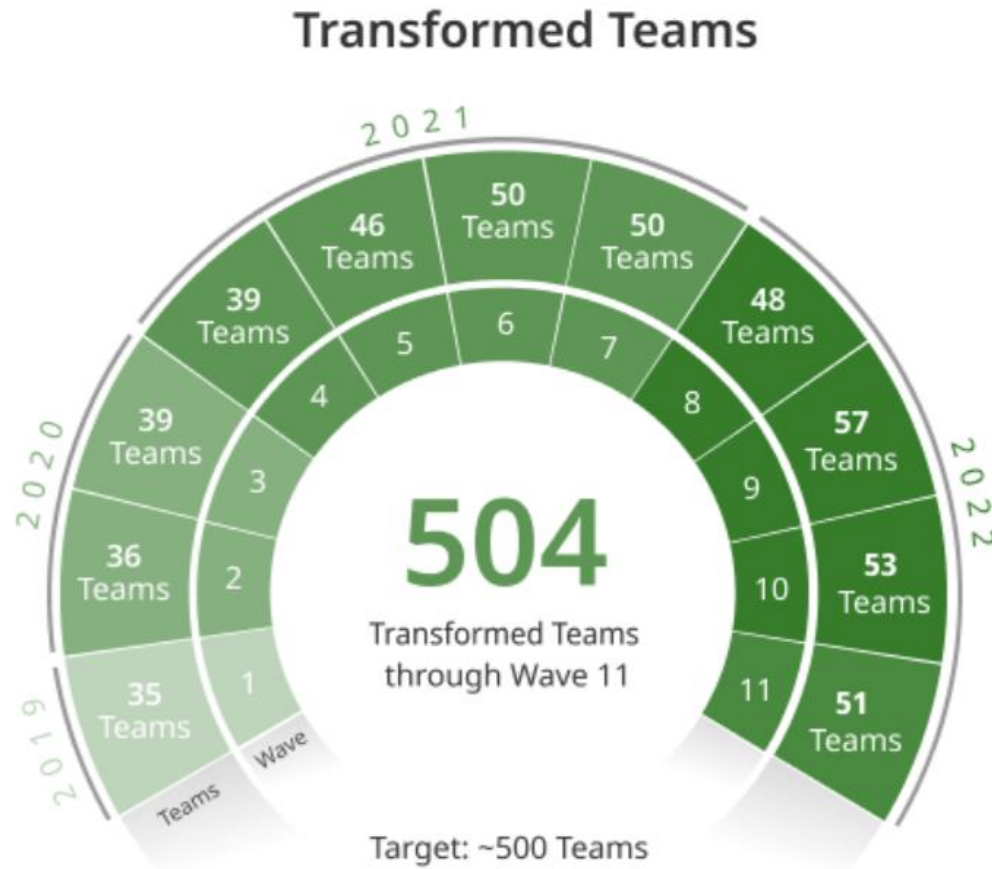 Transformed Teams
2019
2020
2021
2022
35
Teams
36
Teams
39
Teams
39
Teams
46
Teams
50
Teams
50
Teams
48
Teams
57
Teams
53
Teams
51
Teams
1
2
3
4
5
6
7
8
9
10
11
Teams
Wave
504
Transformed Teams
through Wave 11
Target: ~500 Teams